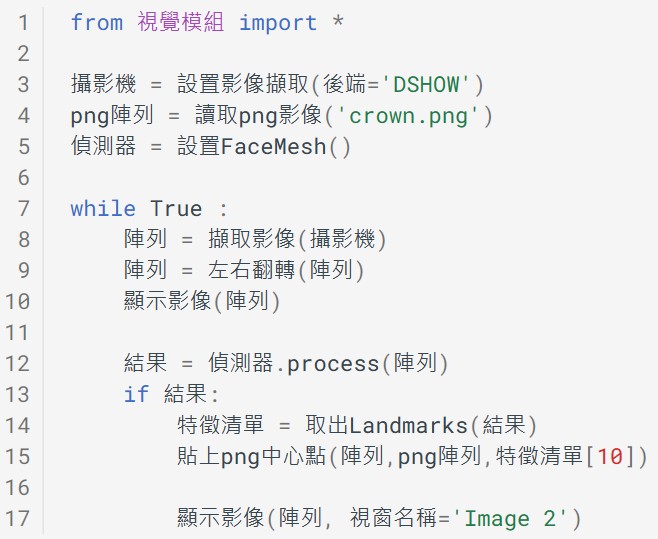 1 from 視覺模組 import *
2
3 攝影機 = 設置影像擷取(後端='DSHOW')
4 png陣列 = 讀取png影像('crown.png')
5 偵測器 = 設置FaceMesh()
6
7 while True :
8     陣列 = 擷取影像(攝影機)
9     陣列 = 左右翻轉(陣列)
10     顯示影像(陣列)
11
12     結果 = 偵測器.process(陣列)
13     if 結果:
14         特徵清單 = 取出Landmarks(結果)
15         貼上png中心點(陣列,png陣列,特徵清單[10])
16
17         顯示影像(陣列, 視窗名稱='Image 2')